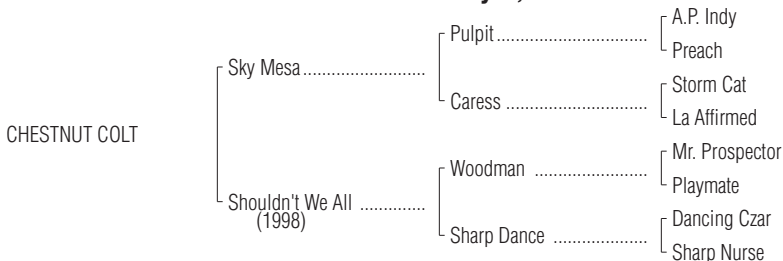 A.P. Indy
Pulpit
Preach
Sky Mesa
Storm Cat
Caress
La Affirmed
CHESTNUT COLT
Mr. Prospector
Woodman
Playmate
Shouldn't We All
(1998)
Dancing Czar
Sharp Dance
Sharp Nurse